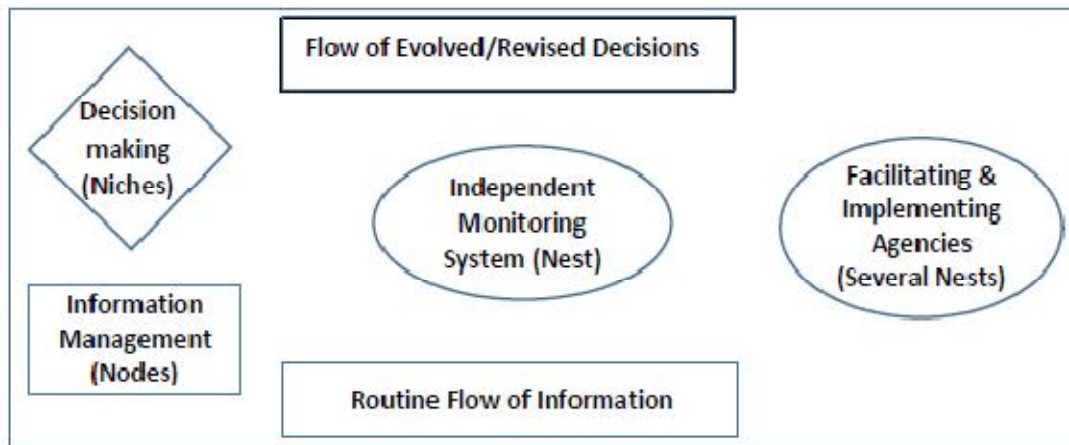 Flow of Evolved/Revised Decisions
Decision
making
(Niches)
Independent
Monitoring
System (Nest)
Facilitating &
Implementing
Agencies
(Several Nests)
Information
Management
(Nodes)
Routine Flow of Information